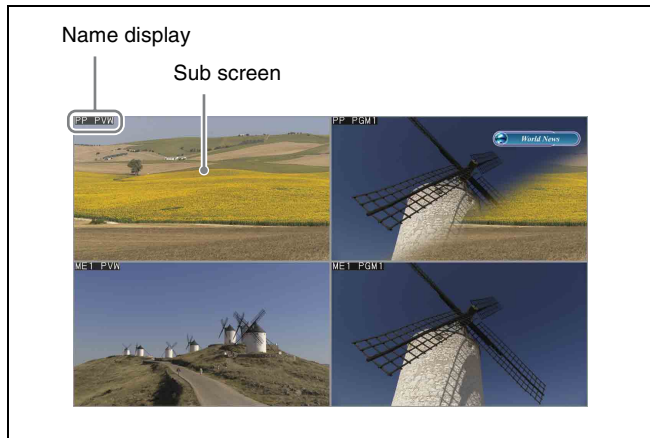 Name display
Sub screen
PP PVW
PP PGM1
World News
ME1 PVW
ME1 PGM1